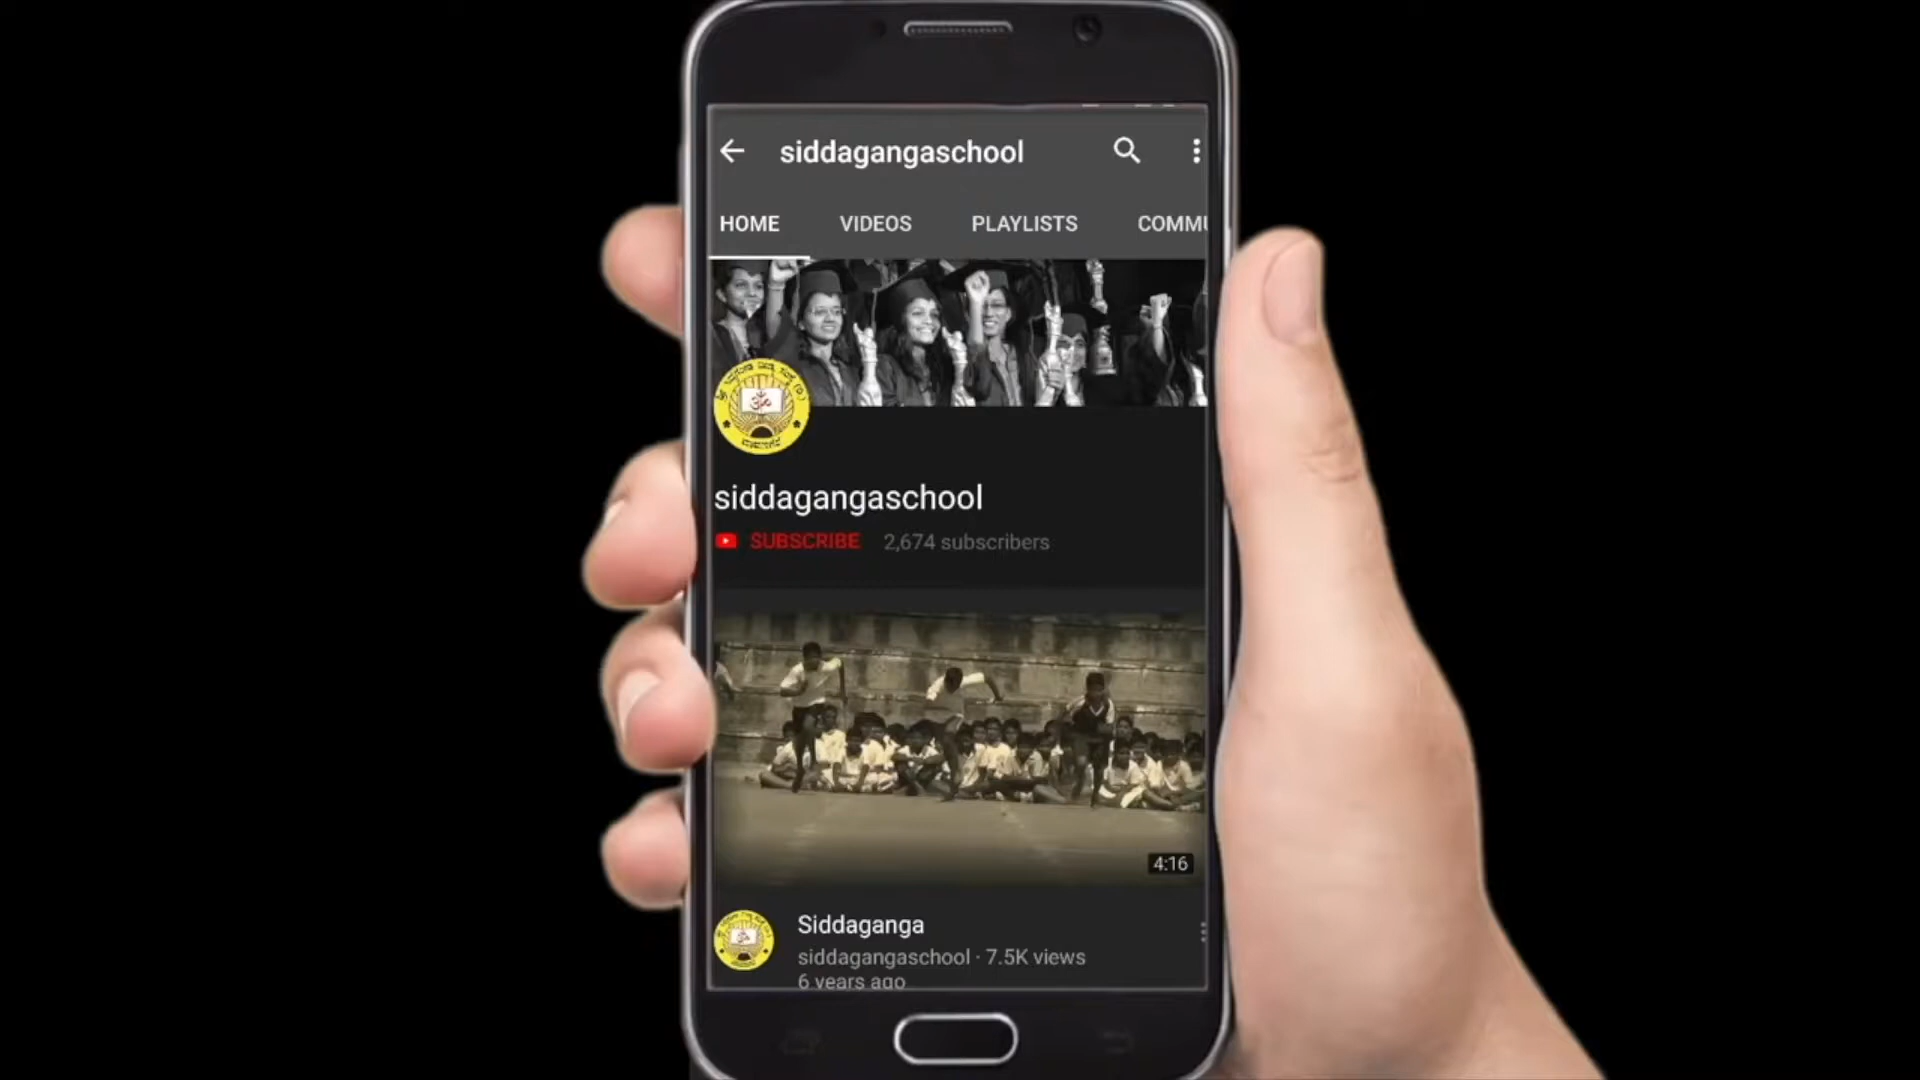 siddagangaschool
HOME VIDEOS PLAYLISTS COMMU
siddagangaschool
SUBSCRIBE 2,674 subscribers
4:16
Siddaganga
siddagangaschool · 7.5K views
6 years ago